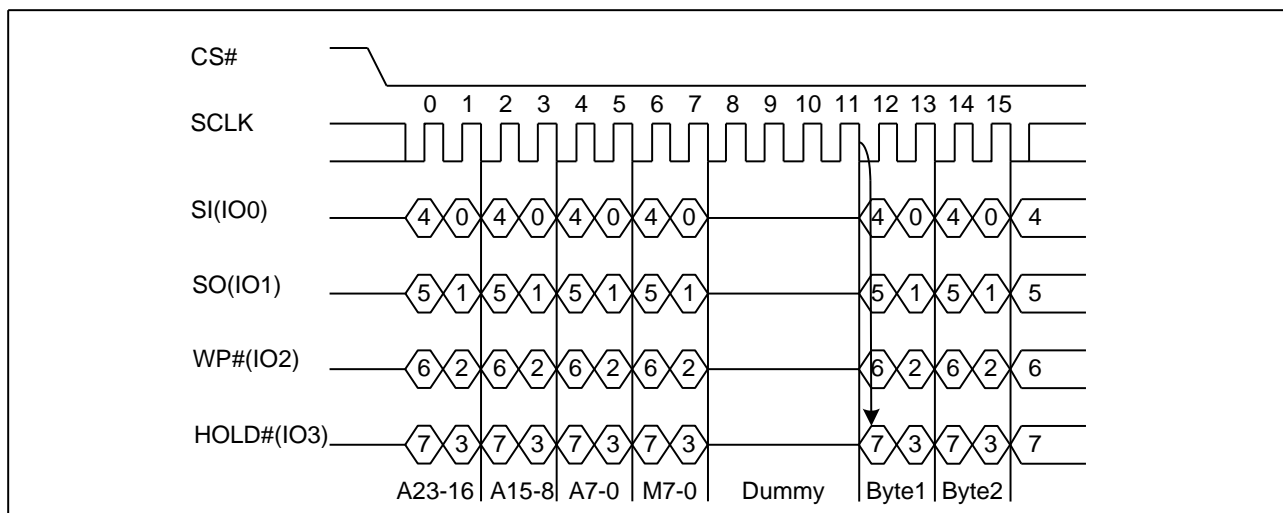 CS#
0 1 2 3 4 5 6 7 8 9 10 11 12 13 14 15
SCLK
SI(IO0) 4 0 4 0 4 0 4 0 4 0 4 0 4
SO(IO1) 5 1 5 1 5 1 5 1 5 1 5 1 5
WP#(IO2) 6 2 6 2 6 2 6 2 6 2 6 2 6
HOLD#(IO3) 7 3 7 3 7 3 7 3 7 3 7 3 7
A23-16 A15-8 A7-0 M7-0 Dummy Byte1 Byte2